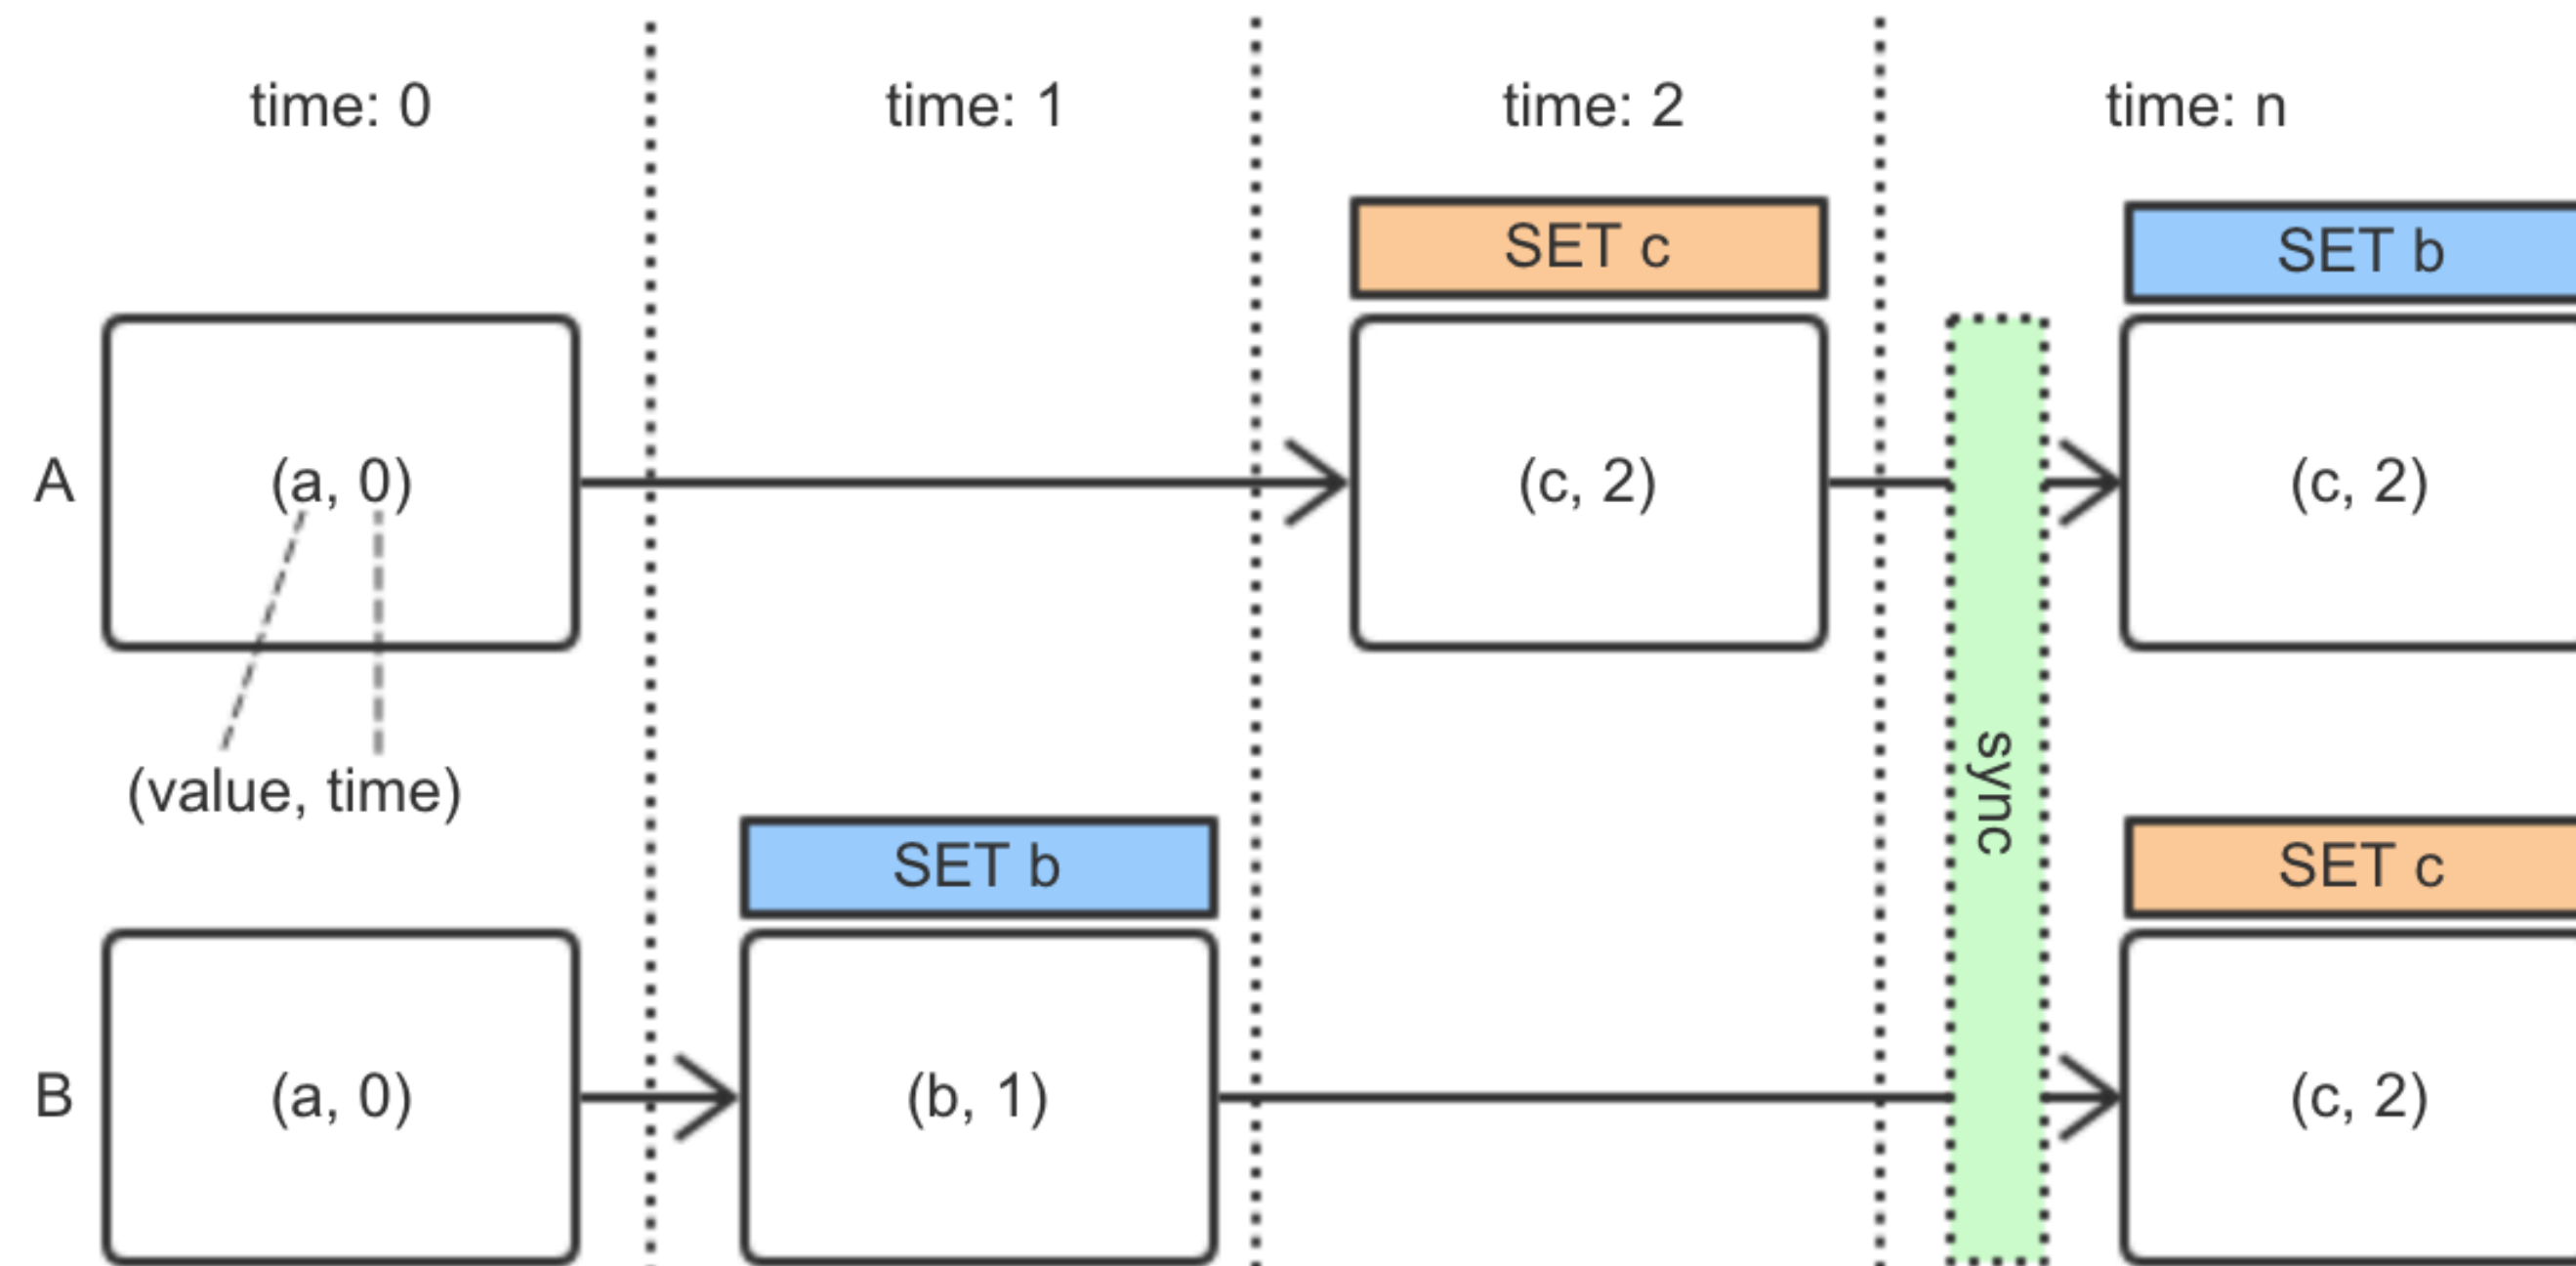 time: 0
time: 1
time: 2
time: n
SET c
SET b
A
(a, 0)
(c, 2)
(c, 2)
(value, time)
sync
SET b
SET c
B
(a, 0)
(b, 1)
(c, 2)